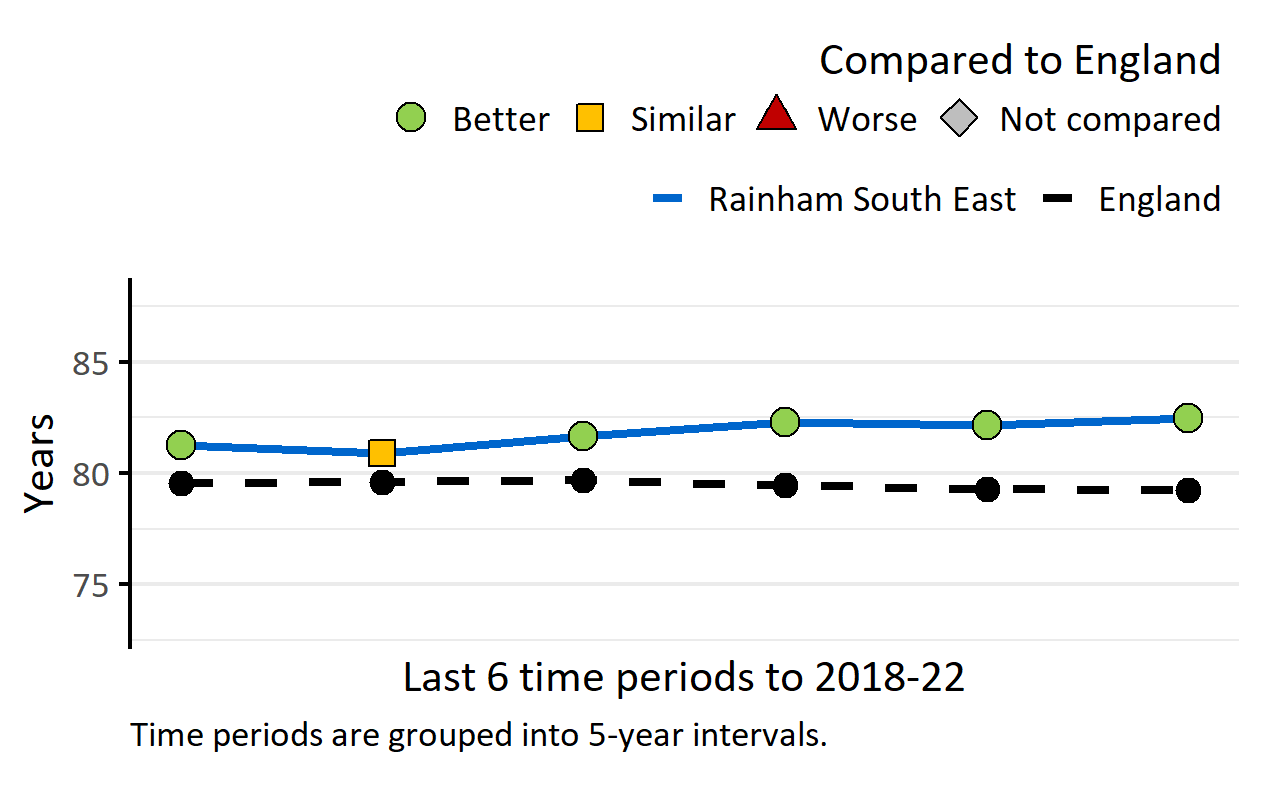 Compared to England
Better Similar Worse Not compared
Rainham South East England
85
80
75
Years
Last 6 time periods to 2018-22
Time periods are grouped into 5-year intervals.